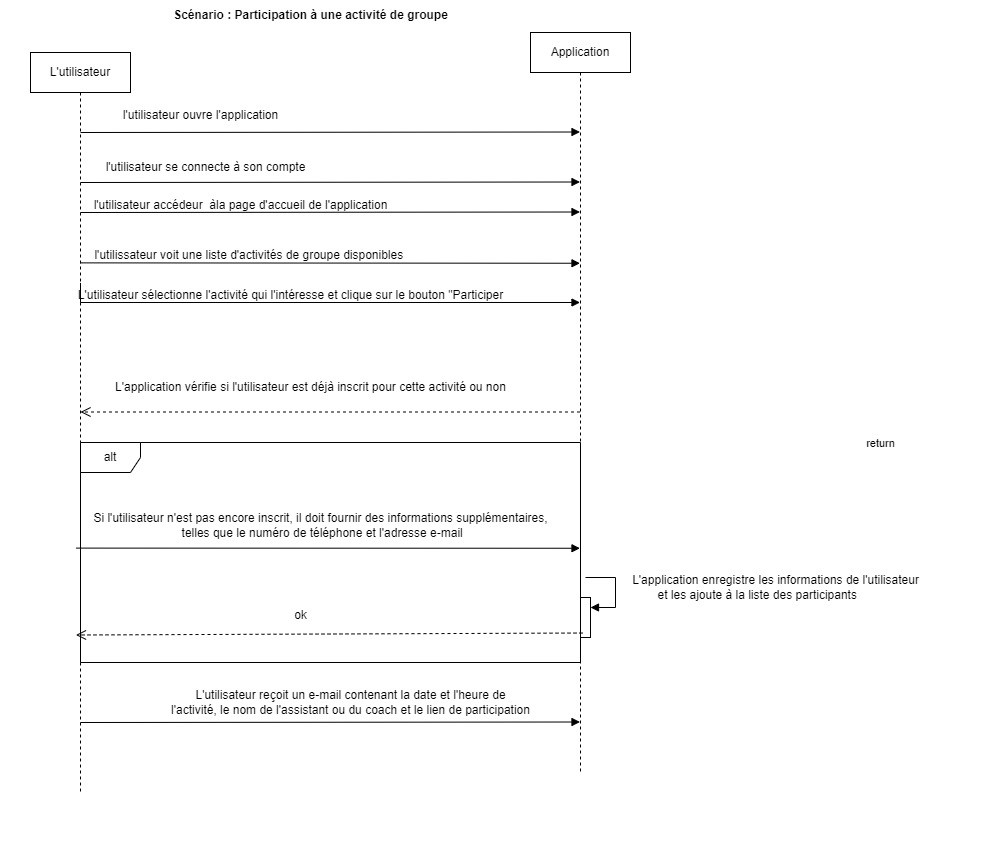 Scénario : Participation à une activité de groupe
Application
L'utilisateur
l'utilisateur ouvre l'application
l'utilisateur se connecte à son compte
l'utilisateur accédeur àla page d'accueil de l'application
l'utilissateur voit une liste d'activités de groupe disponibles
L'utilisateur sélectionne l'activité qui l'intéresse et clique sur le bouton "Participer
L'application vérifie si l'utilisateur est déjà inscrit pour cette activité ou non
return
alt
Si l'utilisateur n'est pas encore inscrit, il doit fournir des informations supplémentaires,
telles que le numéro de téléphone et l'adresse e-mail
L'application enregistre les informations de l'utilisateur
et les ajoute à la liste des participants
ok
L'utilisateur reçoit un e-mail contenant la date et l'heure de
l'activité, le nom de l'assistant ou du coach et le lien de participation